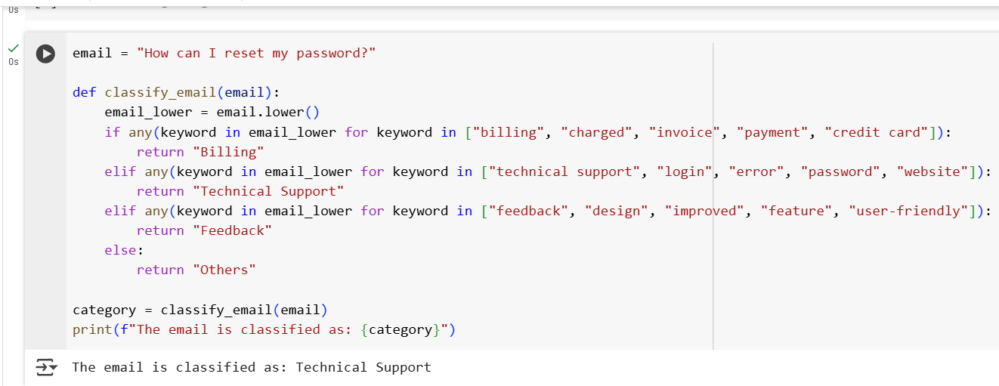 0s
0s
email = "How can I reset my password?"
def classify_email(email):
    email_lower = email.lower()
    if any(keyword in email_lower for keyword in ["billing", "charged", "invoice", "payment", "credit card"]):
        return "Billing"
    elif any(keyword in email_lower for keyword in ["technical support", "login", "error", "password", "website"]):
        return "Technical Support"
    elif any(keyword in email_lower for keyword in ["feedback", "design", "improved", "feature", "user-friendly"]):
        return "Feedback"
    else:
        return "Others"
category = classify_email(email)
print(f"The email is classified as: {category}")
The email is classified as: Technical Support